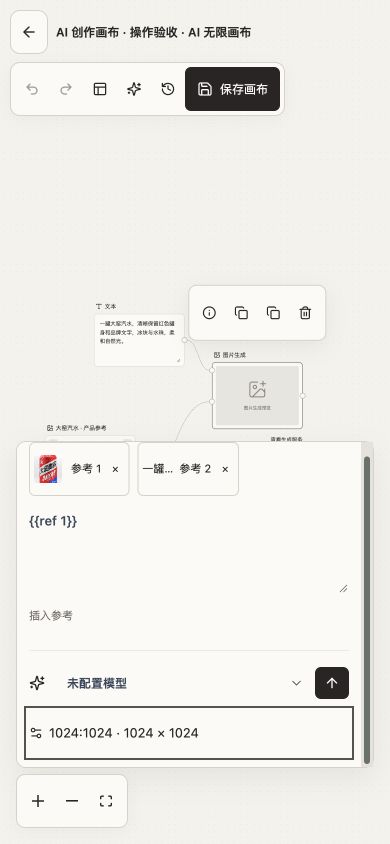 AI 创作画布 · 操作验收 · AI 无限画布
保存画布
文本
一罐大窑汽水，清晰保留红色罐
身和品牌文字，冰块与水珠，柔
和自然光。
图片生成
图片生成预览
大窑汽水 · 产品参考
参考 1 ×
一罐... 参考 2 ×
{{ref 1}}
插入参考
未配置模型
1024:1024 · 1024 × 1024